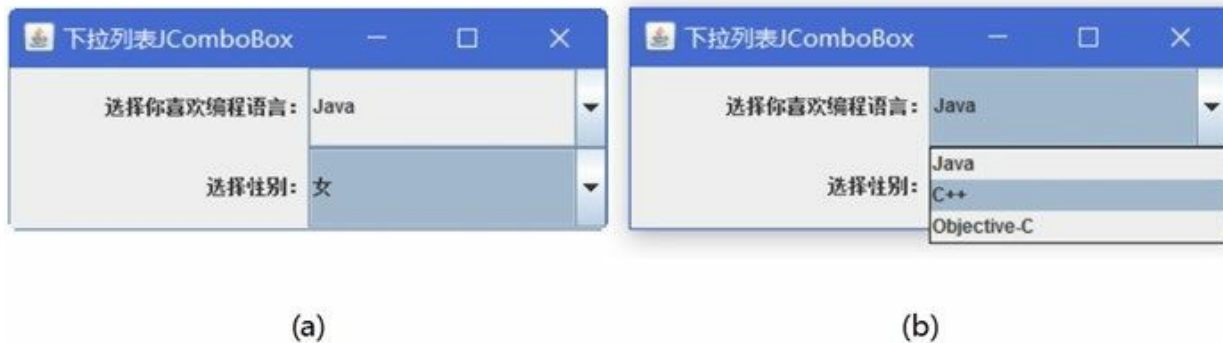 下拉列表JComboBox
选择你喜欢编程语言: Java
选择性别: 女
(a)
下拉列表JComboBox
选择你喜欢编程语言: Java
Java
选择性别: C++
Objective-C
(b)